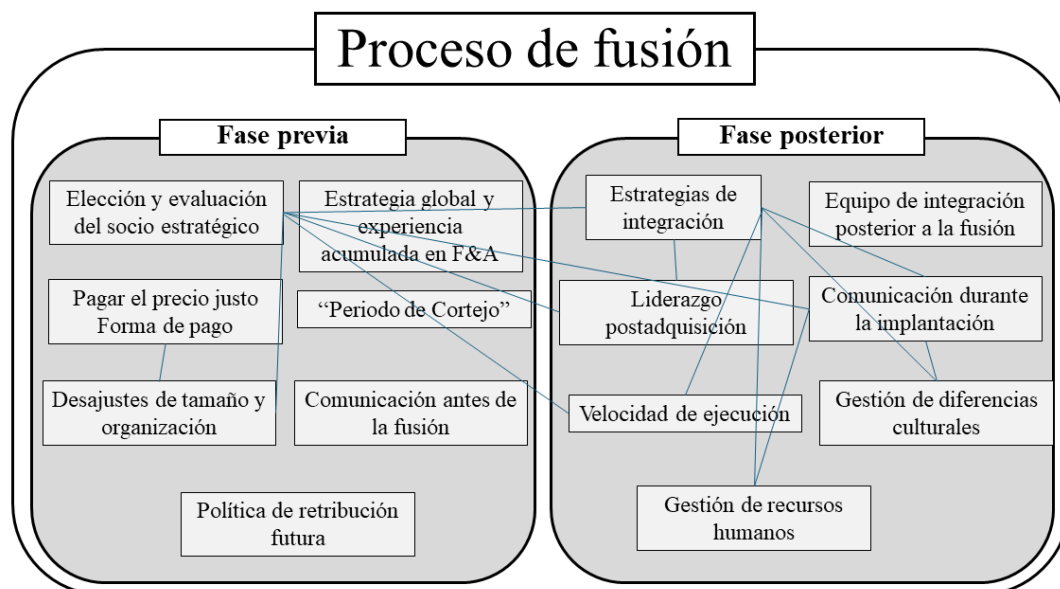 Proceso de fusión
Fase previa
Elección y evaluación
del socio estratégico
Estrategia global y
experiencia
acumulada en F&A
Pagar el precio justo
Forma de pago
“Periodo de Cortejo”
Desajustes de tamaño y
organización
Comunicación antes de
la fusión
Política de retribución
futura
Fase posterior
Estrategias de
integración
Equipo de integración
posterior a la fusión
Liderazgo
postadquisición
Comunicación durante
la implantación
Velocidad de ejecución
Gestión de diferencias
culturales
Gestión de recursos
humanos